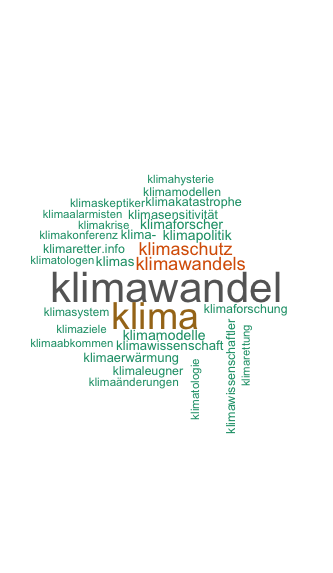 klimahysterie
klimamodellen
klimaskeptiker klimakatastrophe
klimaalarmisten klimasensitivität
klimakrise klimaforscher
klimakonferenz klima- klimapolitik
klimaretter.info klimaschutz
klimatologen klimas klimawandels
klimawandel
klimasystem klima klimaforschung
klimaziele klimamodelle
klimaabkommen klimawissenschaft
klimaerwärmung
klimaleugner
klimaänderungen
klimatologie
klimawissenschaftler
klimarettung